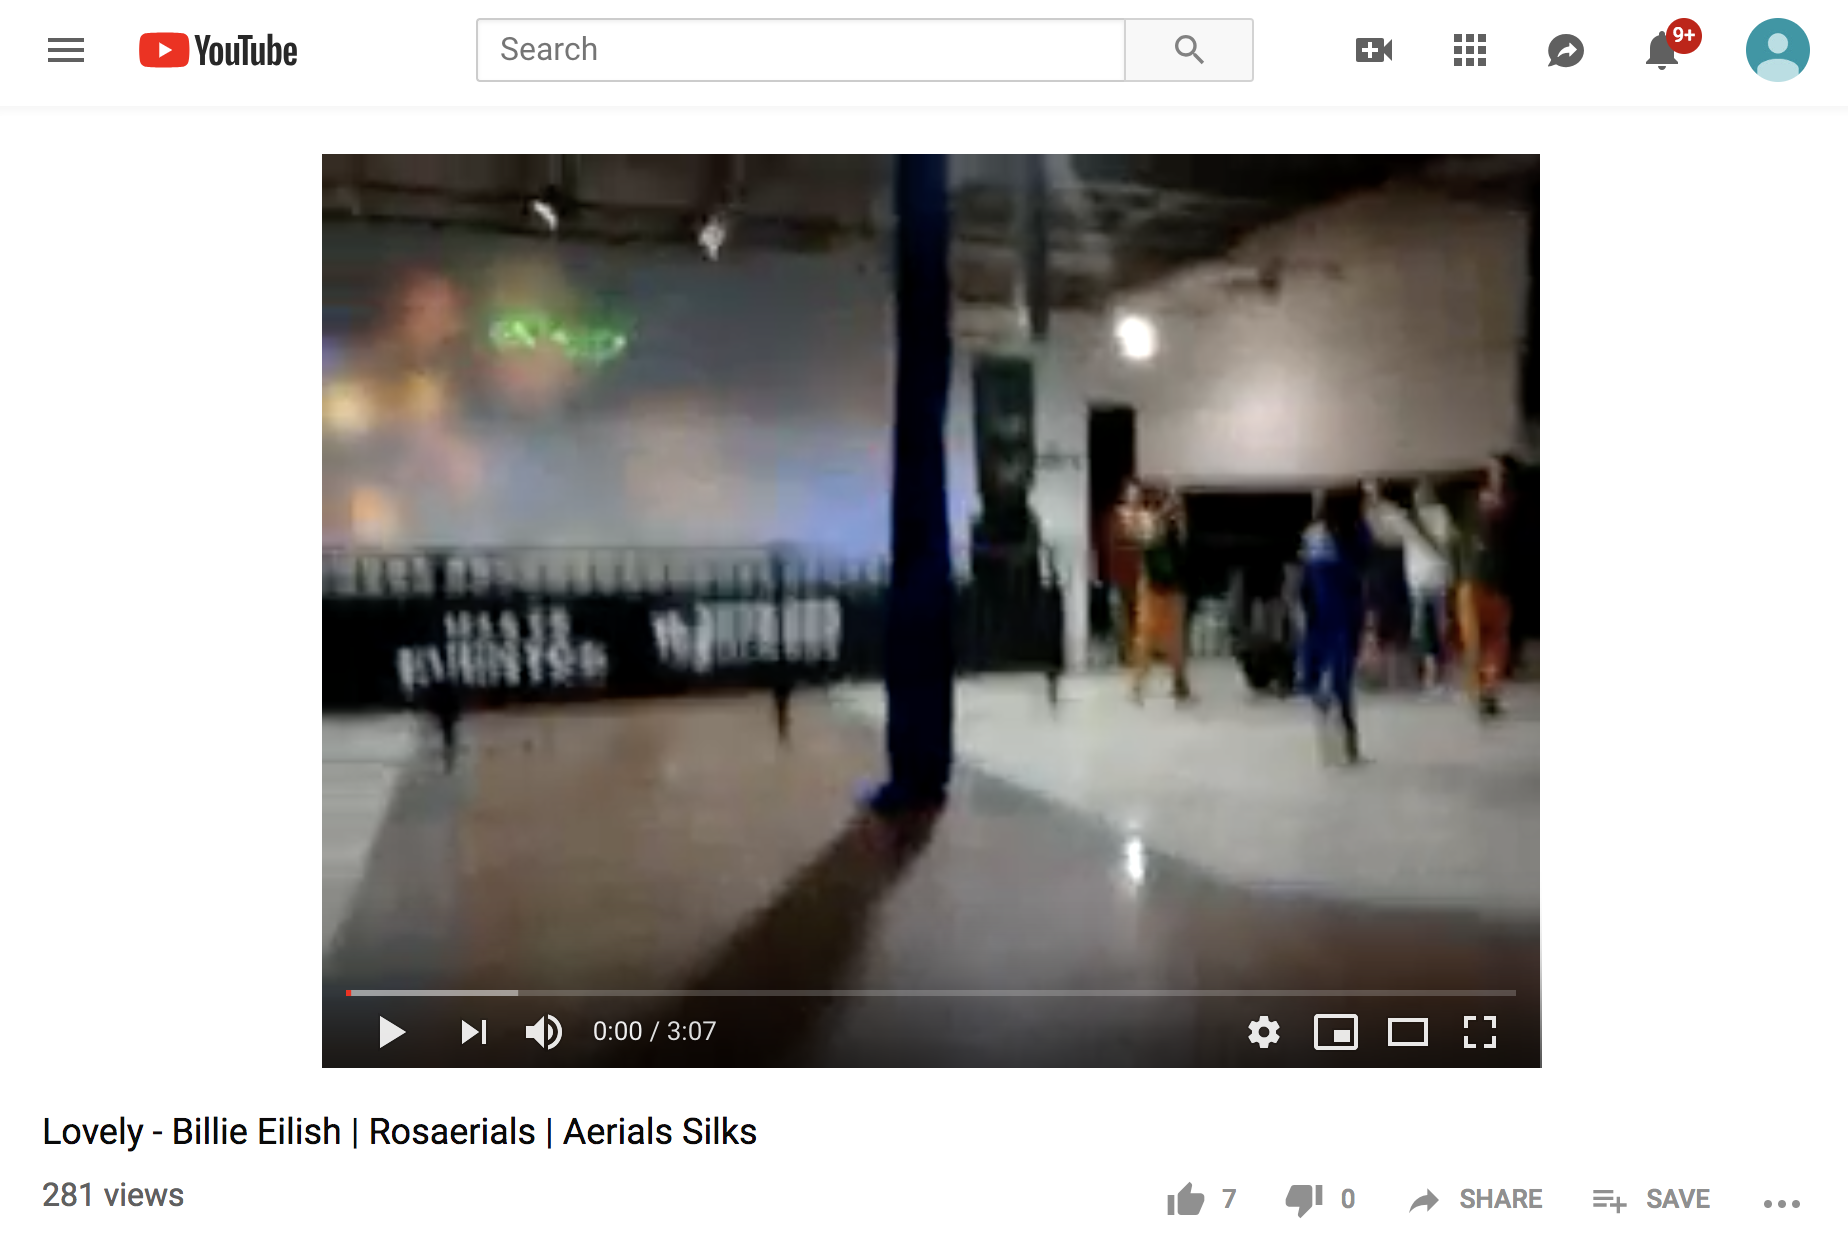 YouTube
Search
9+
0:00 / 3:07
Lovely - Billie Eilish | Rosaerials | Aerials Silks
281 views
7
0
SHARE
SAVE